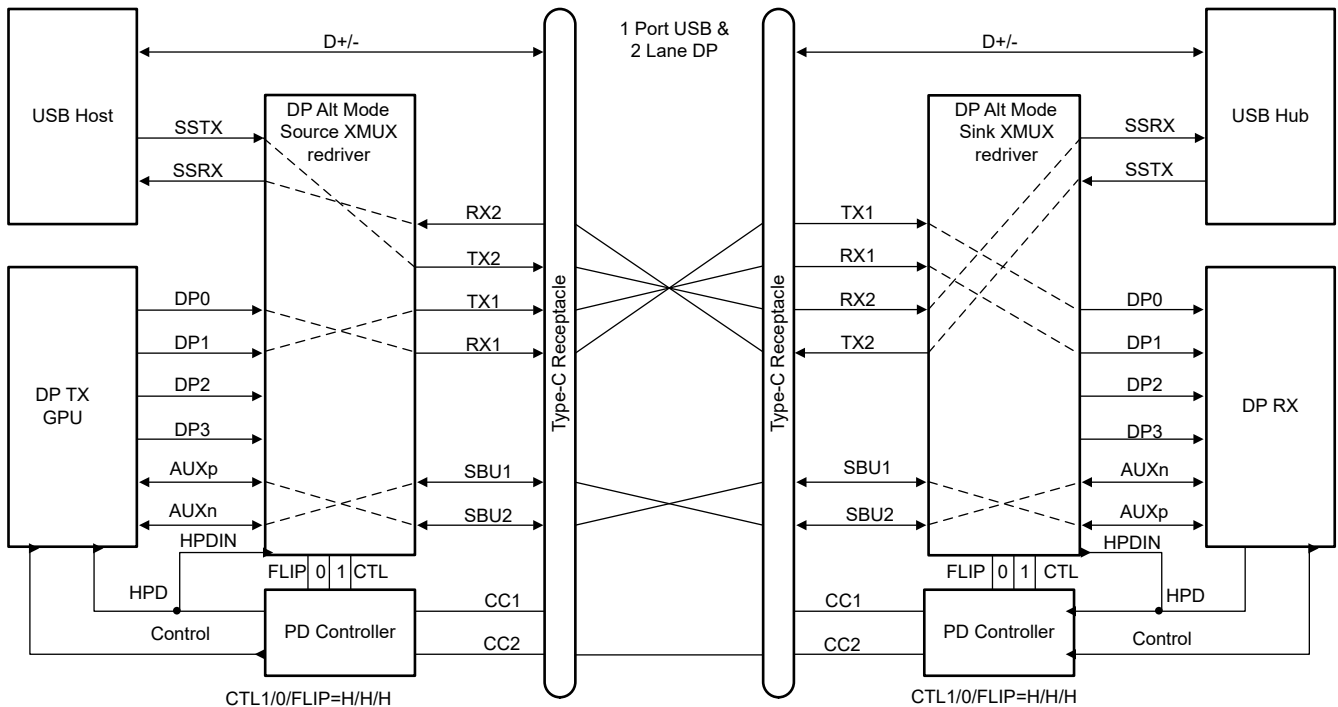 1 Port USB &
2 Lane DP
D+/-
D+/-
USB Host
SSTX
SSRX
DP Alt Mode
Source XMUX
redriver
RX2
TX2
TX1
RX1
DP TX
GPU
DP0
DP1
DP2
DP3
AUXp
AUXn
HPDIN
SBU1
SBU2
FLIP 0 1 CTL
HPD
Control
PD Controller
CC1
CC2
CTL1/0/FLIP=H/H/H
Type-C Receptacle
Type-C Receptacle
DP Alt Mode
Sink XMUX
redriver
TX1
RX1
RX2
TX2
SBU1
SBU2
USB Hub
SSRX
SSTX
DP0
DP1
DP2
DP3
DP RX
AUXn
AUXp
HPDIN
FLIP 0 1 CTL
HPD
Control
CC1
CC2
PD Controller
CTL1/0/FLIP=H/H/H